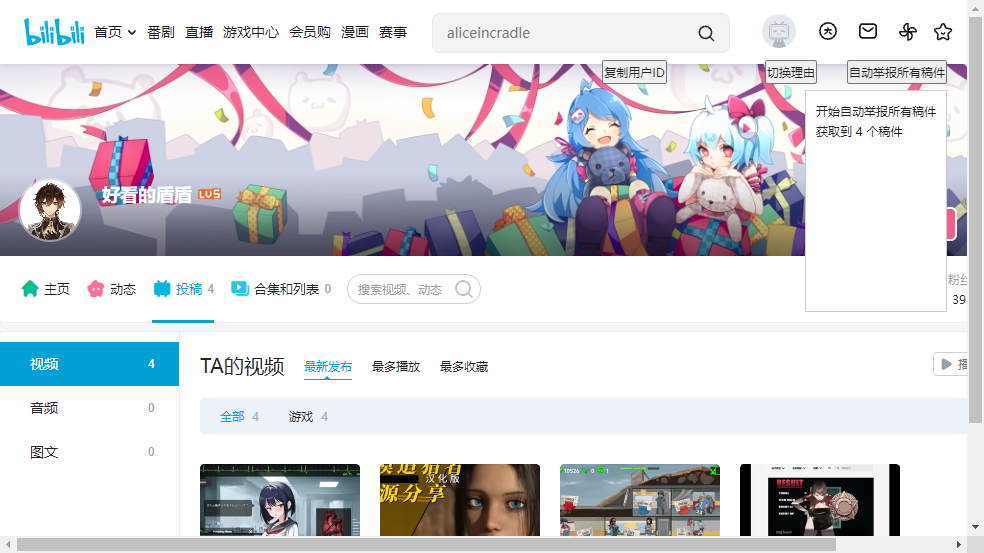 bilibili
首页 番剧 直播 游戏中心 会员购 漫画 赛事
aliceincradle
复制用户ID 切换理由 自动举报所有稿件
开始自动举报所有稿件
获取到 4 个稿件
好看的盾盾 LV5
主页 动态 投稿 4 合集和列表 0 搜索视频、动态
粉丝
39
视频 4
音频 0
图文 0
TA的视频 最新发布 最多播放 最多收藏
播
全部 4 游戏 4
汉化版
源分享
10526 0
RESULT